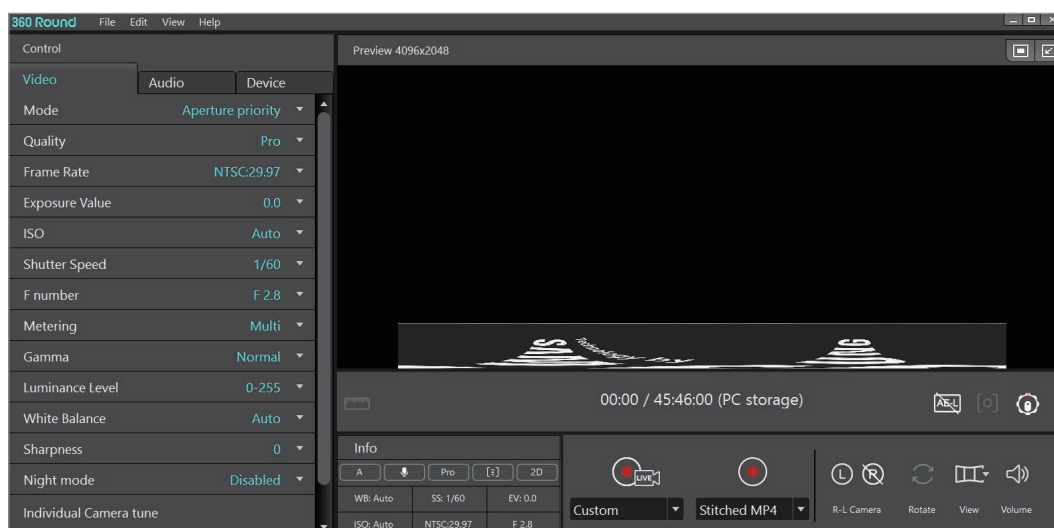 360 Round File Edit View Help
Control
Video Audio Device
Mode Aperture priority
Quality Pro
Frame Rate NTSC:29.97
Exposure Value 0.0
ISO Auto
Shutter Speed 1/60
F number F 2.8
Metering Multi
Gamma Normal
Luminance Level 0-255
White Balance Auto
Sharpness 0
Night mode Disabled
Individual Camera tune
Preview 4096x2048
00:00 / 45:46:00 (PC storage)
AE-L
Info
A Pro 2D
WB: Auto SS: 1/60 EV: 0.0
ISO: Auto NTSC:29.97 F 2.8
LIVE
Custom
Stitched MP4
L R
R-L Camera Rotate View Volume